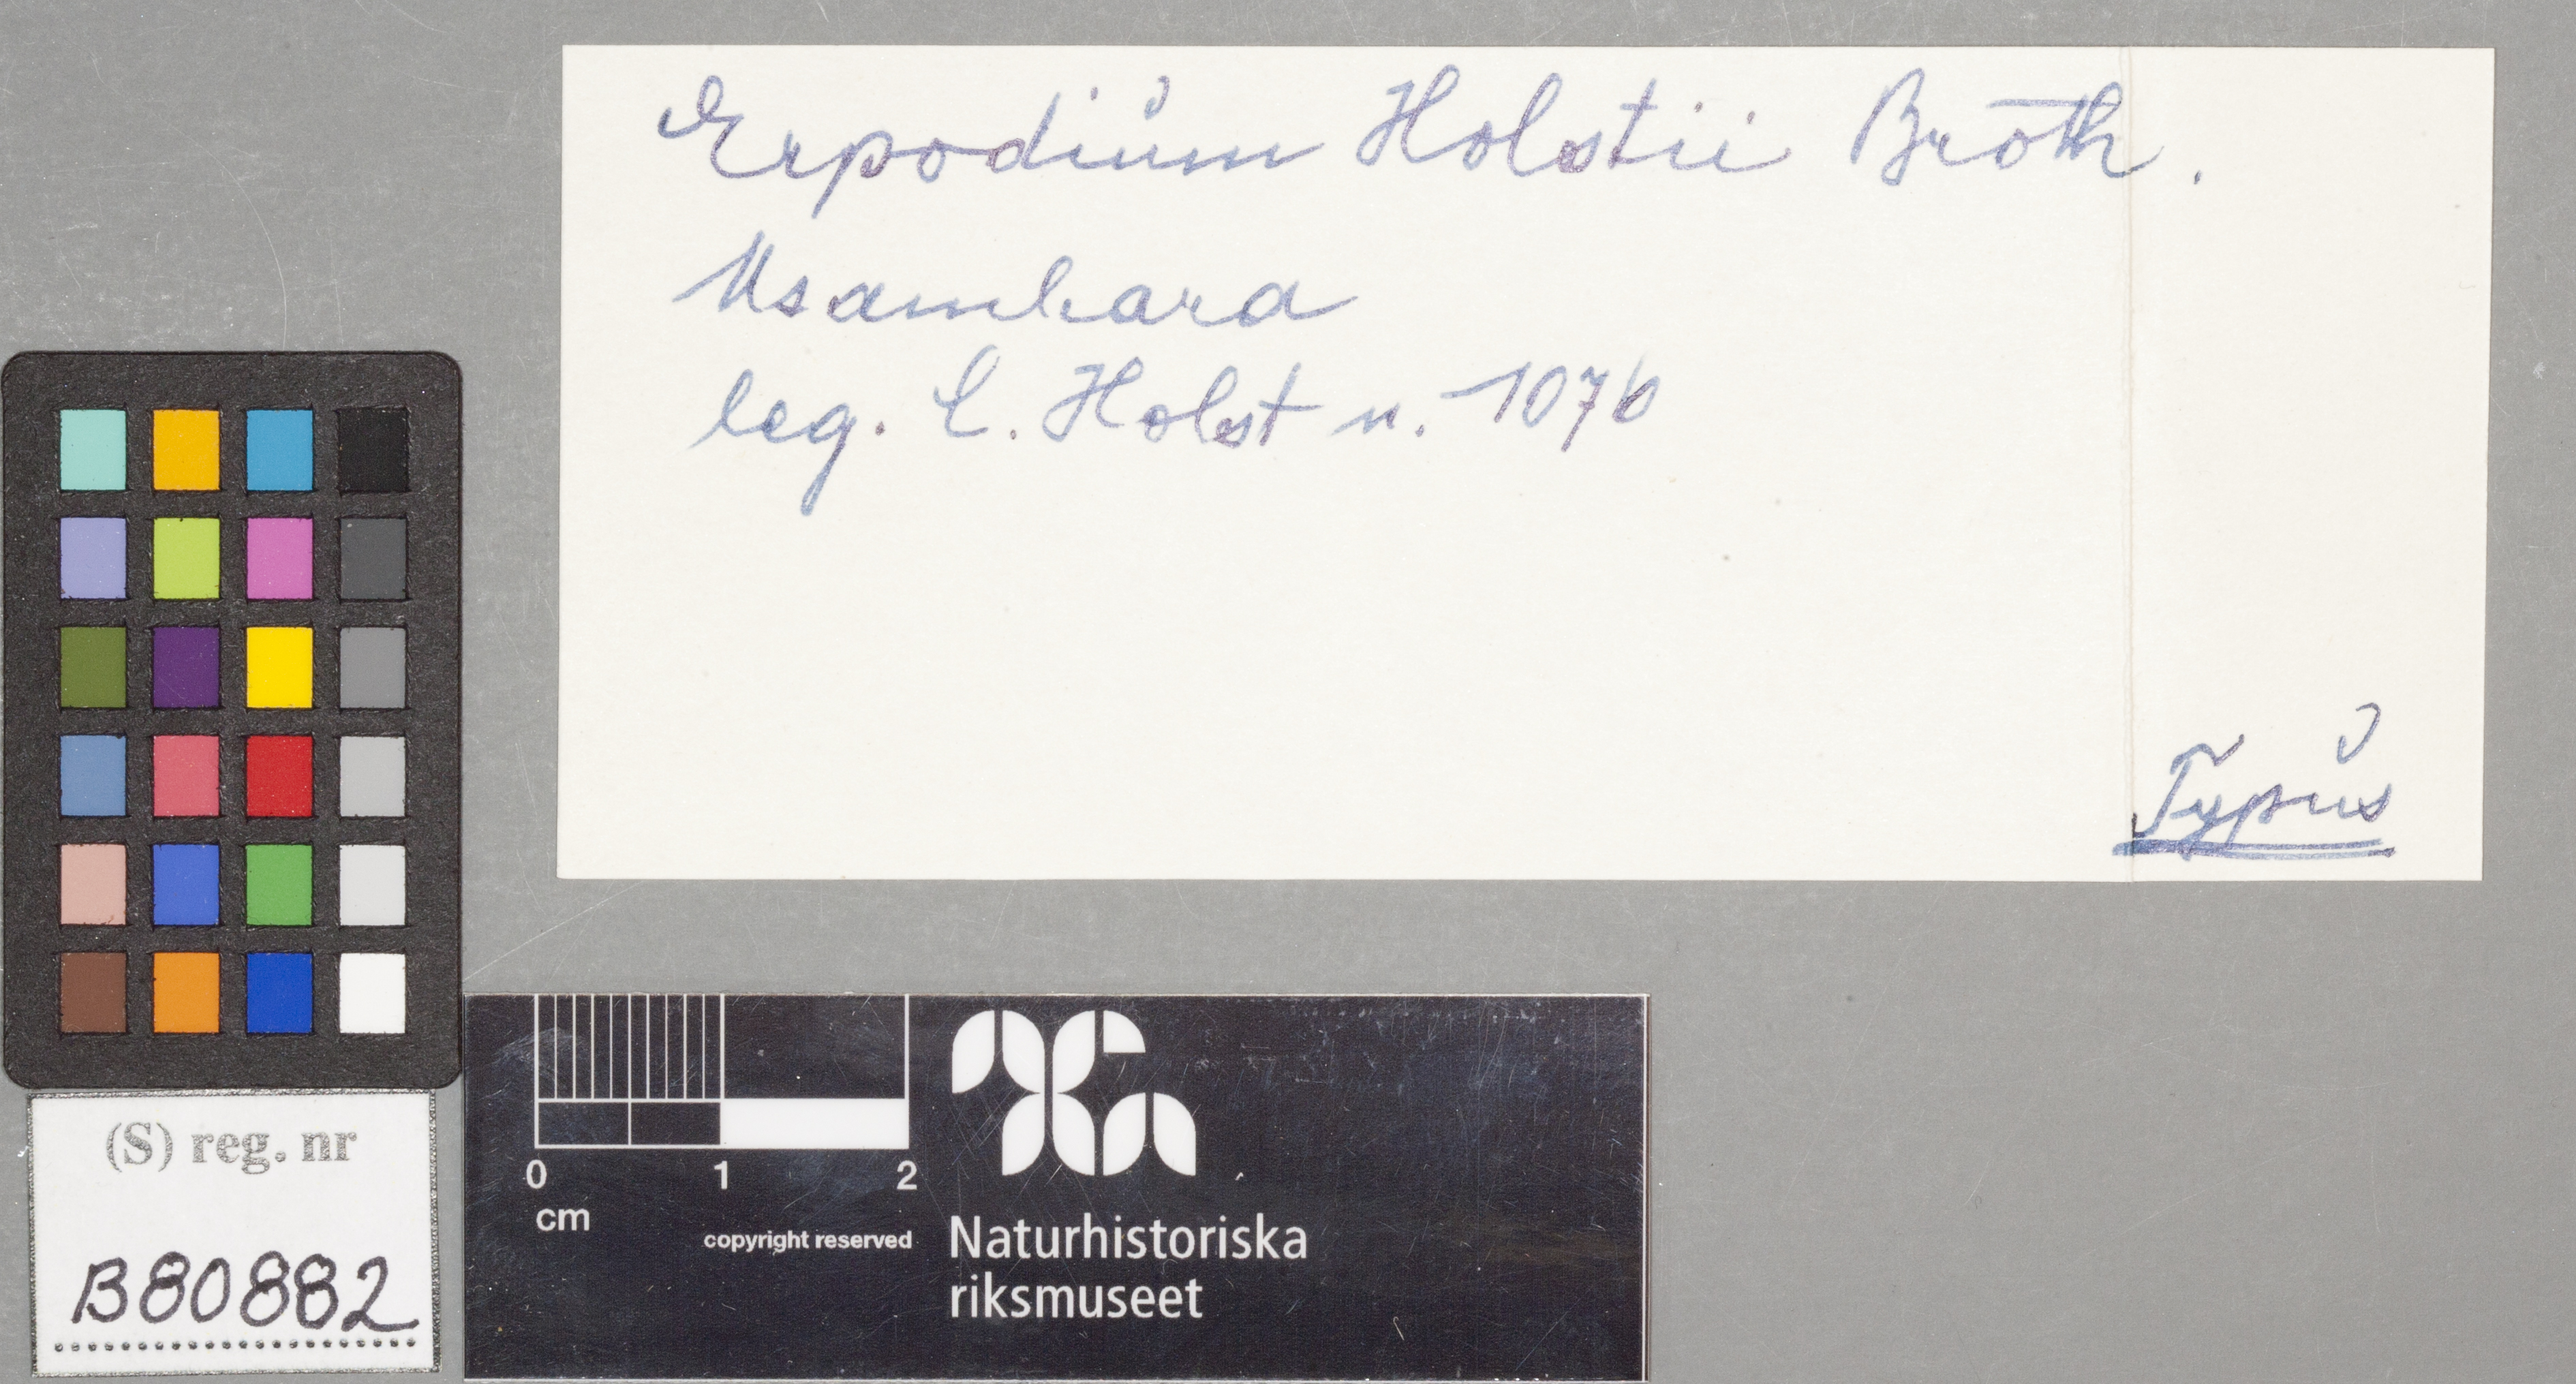 Erpodium Holstii Broth.
Usambara
leg. C. Holst n. 1076
Typus
(S) reg. nr
B80882
0 1 2
cm
copyright reserved
Naturhistoriska
riksmuseet